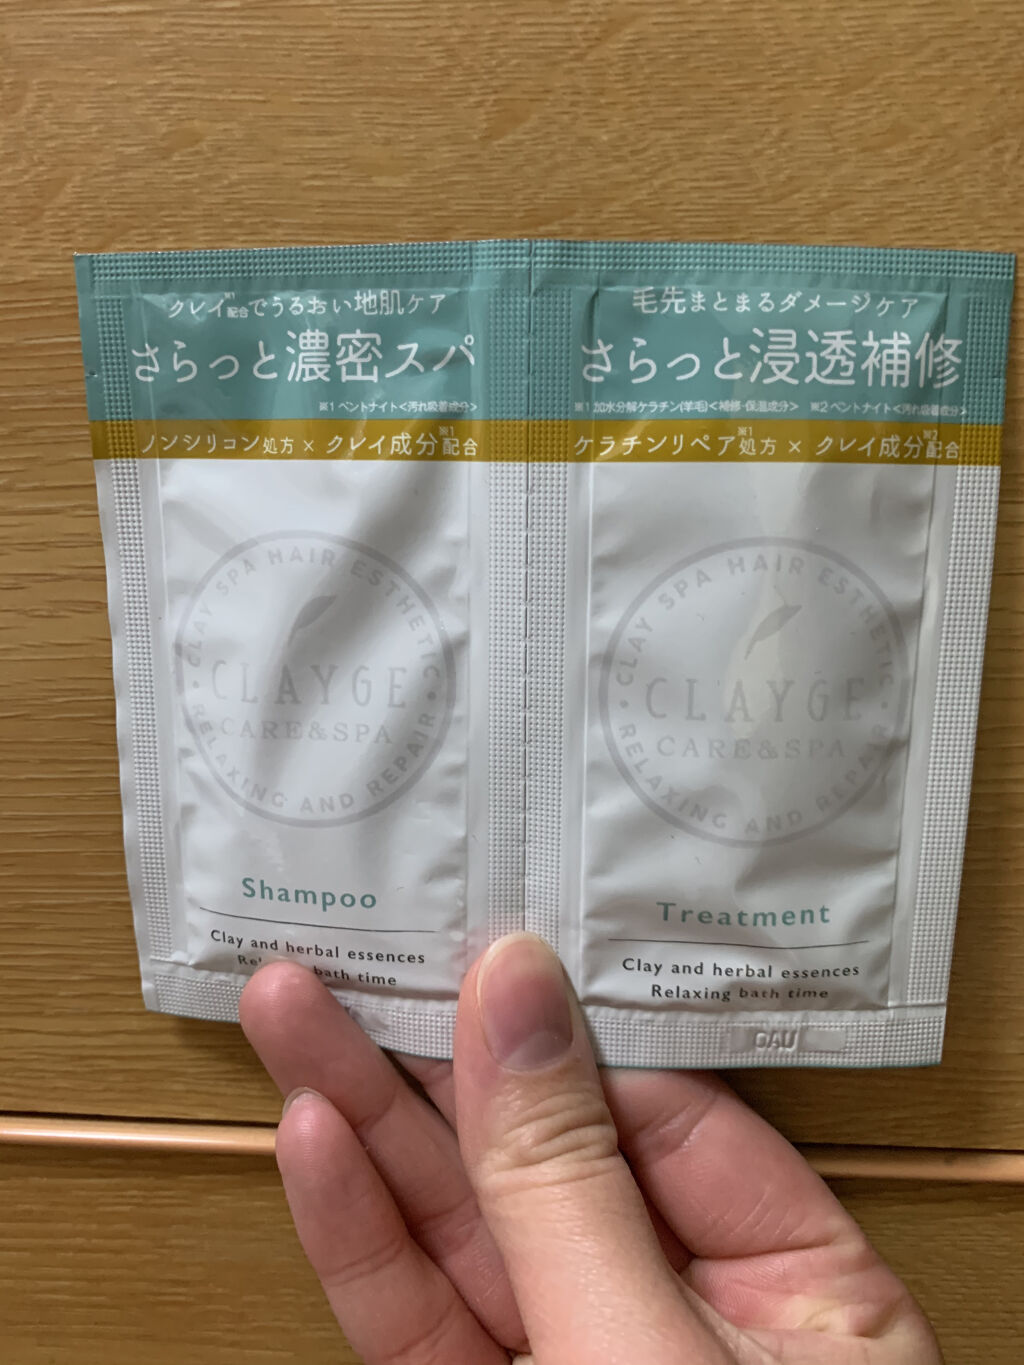 クレイ※1配合でうるおい地肌ケア
さらっと濃密スパ
※1 ベントナイト<汚れ吸着成分>
ノンシリコン処方×クレイ成分※1配合
CLAY SPA HAIR ESTHETIC
CLAYGE
CARE&SPA
RELAXING AND REPAIR
Shampoo
Clay and herbal essences
bath time
毛先まとまるダメージケア
さらっと浸透補修
※1 加水分解ケラチン(羊毛)<補修・保湿成分> ※2 ベントナイト<汚れ吸着成分>
ケラチンリペア※1処方×クレイ成分※2配合
CLAY SPA HAIR ESTHETIC
CLAYGE
CARE&SPA
RELAXING AND REPAIR
Treatment
Clay and herbal essences
Relaxing bath time